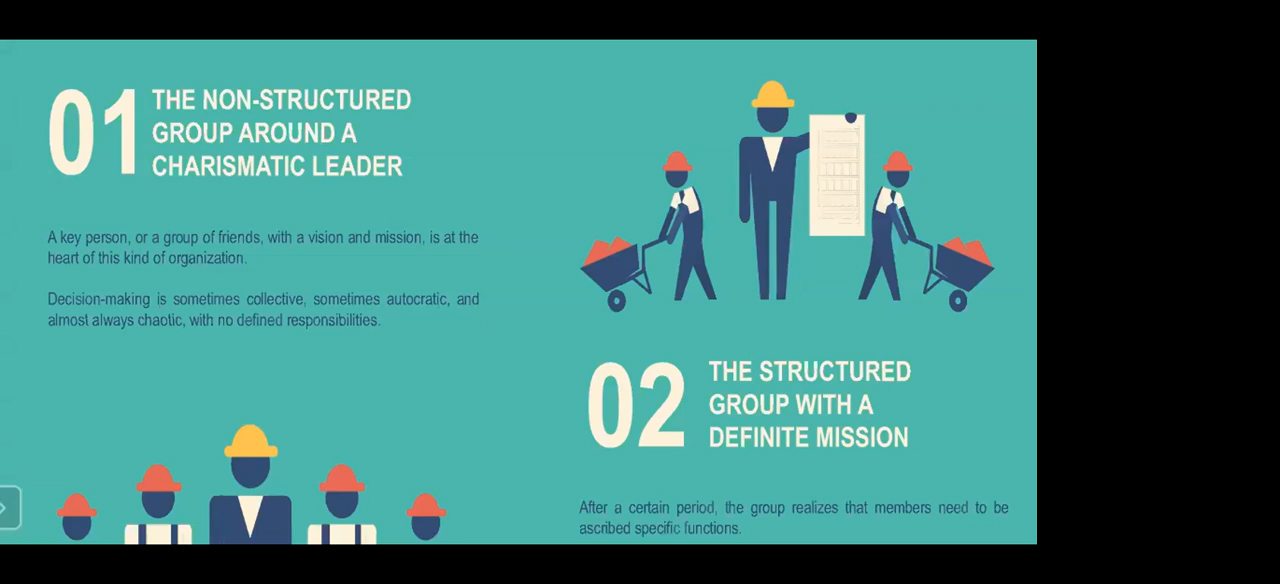 01
THE NON-STRUCTURED
GROUP AROUND A
CHARISMATIC LEADER
A key person, or a group of friends, with a vision and mission, is at the
heart of this kind of organization.
Decision-making is sometimes collective, sometimes autocratic, and
almost always chaotic, with no defined responsibilities.
02
THE STRUCTURED
GROUP WITH A
DEFINITE MISSION
After a certain period, the group realizes that members need to be
ascribed specific functions.